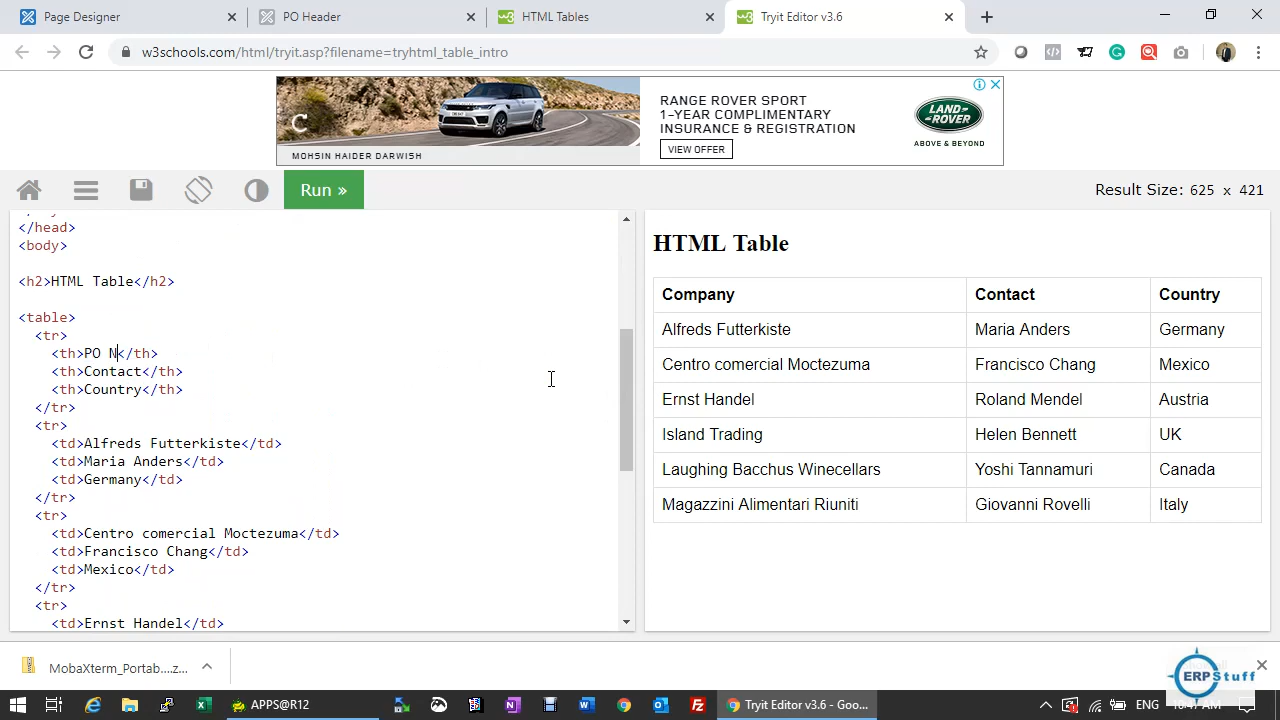 Page Designer
PO Header
HTML Tables
Tryit Editor v3.6
w3schools.com/html/tryit.asp?filename=tryhtml_table_intro
MOHSIN HAIDER DARWISH
RANGE ROVER SPORT
1-YEAR COMPLIMENTARY
INSURANCE & REGISTRATION
VIEW OFFER
LAND-
ROVER
ABOVE & BEYOND
Run »
Result Size: 625 x 421
</head>
<body>
<h2>HTML Table</h2>
<table>
<tr>
<th>PO N</th>
<th>Contact</th>
<th>Country</th>
</tr>
<tr>
<td>Alfreds Futterkiste</td>
<td>Maria Anders</td>
<td>Germany</td>
</tr>
<tr>
<td>Centro comercial Moctezuma</td>
<td>Francisco Chang</td>
<td>Mexico</td>
</tr>
<tr>
<td>Ernst Handel</td>
HTML Table
Company Contact Country
Alfreds Futterkiste Maria Anders Germany
Centro comercial Moctezuma Francisco Chang Mexico
Ernst Handel Roland Mendel Austria
Island Trading Helen Bennett UK
Laughing Bacchus Winecellars Yoshi Tannamuri Canada
Magazzini Alimentari Riuniti Giovanni Rovelli Italy
MobaXterm_Portab....z...
ERPStuff
APPS@R12
Tryit Editor v3.6 - Goo...
ENG